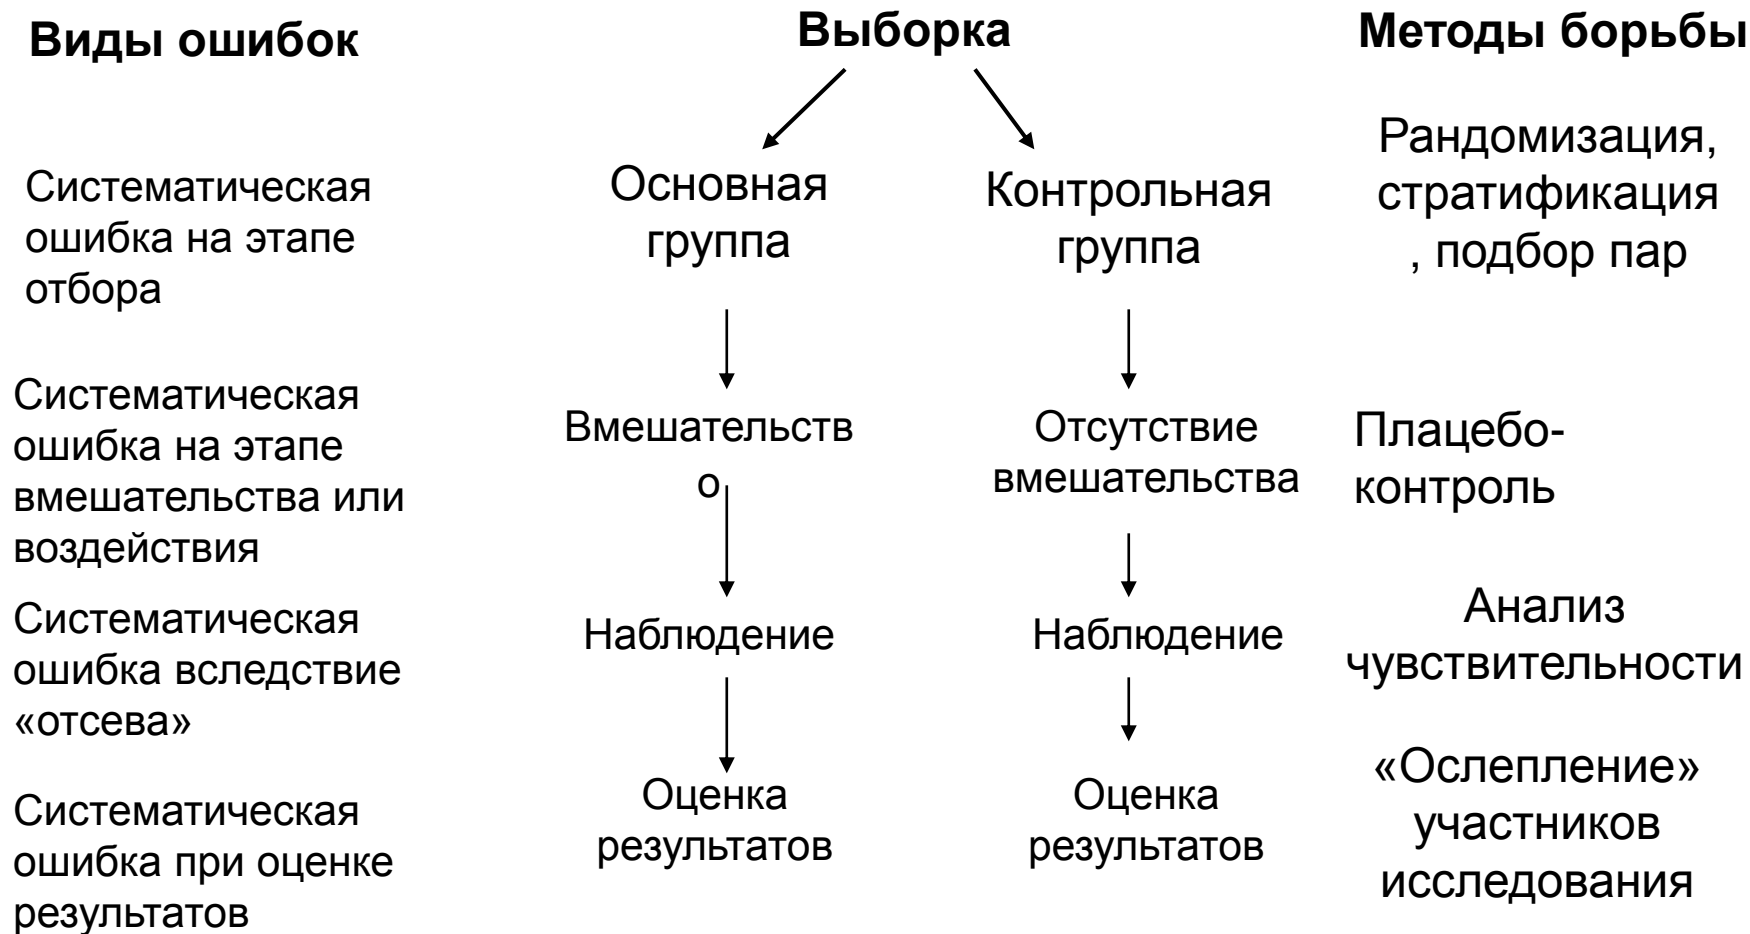 Виды ошибок
Выборка
Методы борьбы
Систематическая
ошибка на этапе
отбора
Основная
группа
Контрольная
группа
Рандомизация,
стратификация
, подбор пар
Систематическая
ошибка на этапе
вмешательства или
воздействия
Вмешательств
о
Отсутствие
вмешательства
Плацебо-
контроль
Систематическая
ошибка вследствие
«отсева»
Наблюдение
Наблюдение
Анализ
чувствительности
Систематическая
ошибка при оценке
результатов
Оценка
результатов
Оценка
результатов
«Ослепление»
участников
исследования